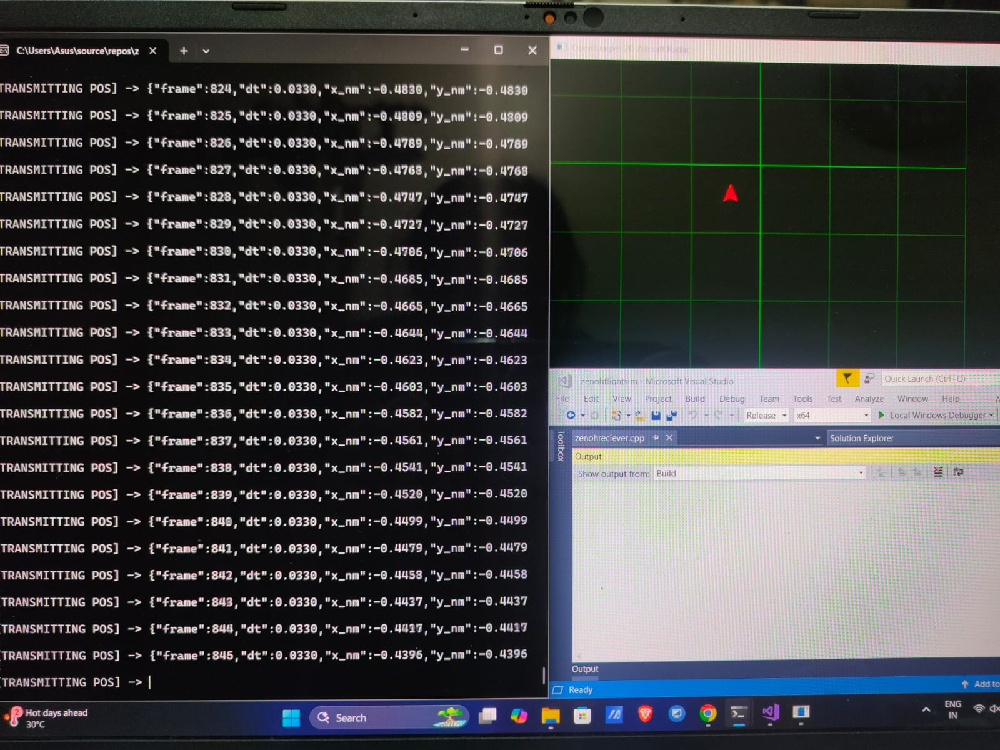 C:\Users\Asus\source\repos\z
TRANSMITTING POS] -> {"frame":824,"dt":0.0330,"x_nm":-0.4830,"y_nm":-0.4830
TRANSMITTING POS] -> {"frame":825,"dt":0.0330,"x_nm":-0.4809,"y_nm":-0.4809
TRANSMITTING POS] -> {"frame":826,"dt":0.0330,"x_nm":-0.4789,"y_nm":-0.4789
TRANSMITTING POS] -> {"frame":827,"dt":0.0330,"x_nm":-0.4768,"y_nm":-0.4768
TRANSMITTING POS] -> {"frame":828,"dt":0.0330,"x_nm":-0.4747,"y_nm":-0.4747
TRANSMITTING POS] -> {"frame":829,"dt":0.0330,"x_nm":-0.4727,"y_nm":-0.4727
TRANSMITTING POS] -> {"frame":830,"dt":0.0330,"x_nm":-0.4706,"y_nm":-0.4706
TRANSMITTING POS] -> {"frame":831,"dt":0.0330,"x_nm":-0.4685,"y_nm":-0.4685
TRANSMITTING POS] -> {"frame":832,"dt":0.0330,"x_nm":-0.4665,"y_nm":-0.4665
TRANSMITTING POS] -> {"frame":833,"dt":0.0330,"x_nm":-0.4644,"y_nm":-0.4644
TRANSMITTING POS] -> {"frame":834,"dt":0.0330,"x_nm":-0.4623,"y_nm":-0.4623
TRANSMITTING POS] -> {"frame":835,"dt":0.0330,"x_nm":-0.4603,"y_nm":-0.4603
TRANSMITTING POS] -> {"frame":836,"dt":0.0330,"x_nm":-0.4582,"y_nm":-0.4582
TRANSMITTING POS] -> {"frame":837,"dt":0.0330,"x_nm":-0.4561,"y_nm":-0.4561
TRANSMITTING POS] -> {"frame":838,"dt":0.0330,"x_nm":-0.4541,"y_nm":-0.4541
TRANSMITTING POS] -> {"frame":839,"dt":0.0330,"x_nm":-0.4520,"y_nm":-0.4520
TRANSMITTING POS] -> {"frame":840,"dt":0.0330,"x_nm":-0.4499,"y_nm":-0.4499
TRANSMITTING POS] -> {"frame":841,"dt":0.0330,"x_nm":-0.4479,"y_nm":-0.4479
TRANSMITTING POS] -> {"frame":842,"dt":0.0330,"x_nm":-0.4458,"y_nm":-0.4458
TRANSMITTING POS] -> {"frame":843,"dt":0.0330,"x_nm":-0.4437,"y_nm":-0.4437
TRANSMITTING POS] -> {"frame":844,"dt":0.0330,"x_nm":-0.4417,"y_nm":-0.4417
TRANSMITTING POS] -> {"frame":845,"dt":0.0330,"x_nm":-0.4396,"y_nm":-0.4396
TRANSMITTING POS] ->
OpenEaagles 2D Aircraft Radar
zenohflightsim - Microsoft Visual Studio
Quick Launch (Ctrl+Q)
File Edit View Project Build Debug Team Tools Test Analyze Window Help A
Release x64 Local Windows Debugger
Toolbox
zenohreciever.cpp
Solution Explorer
Output
Show output from: Build
Output
Ready
Add to
2
Hot days ahead
30°C
Search
ENG
IN